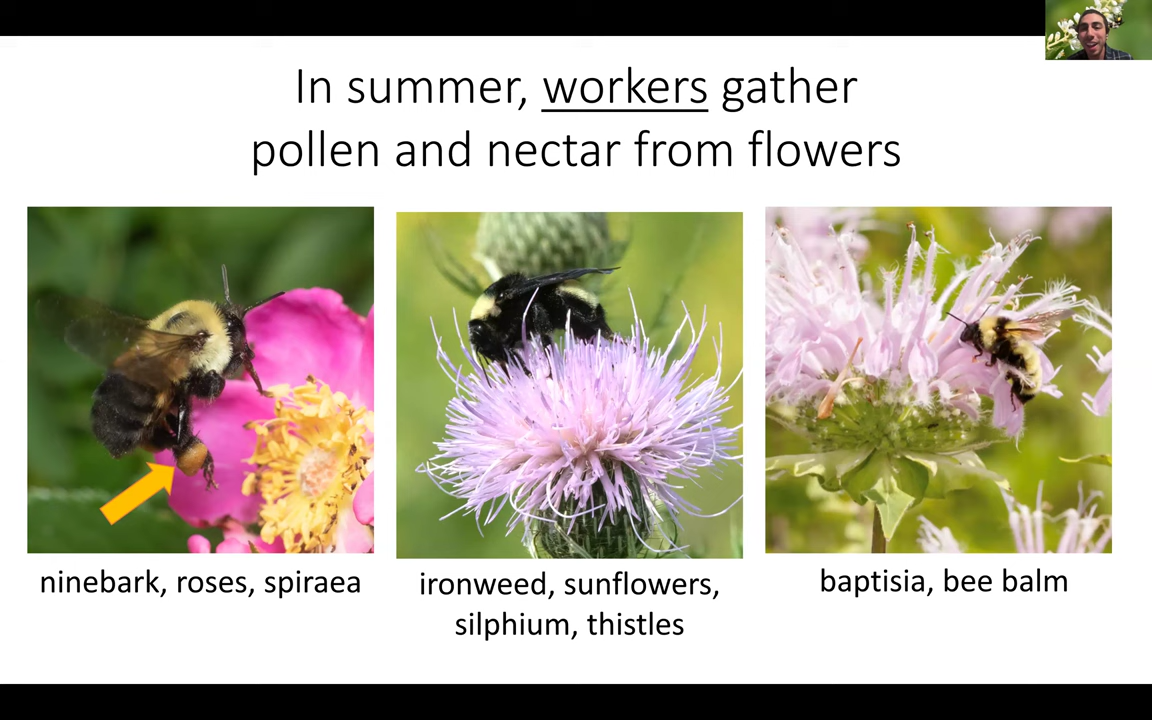 In summer, workers gather
pollen and nectar from flowers
ninebark, roses, spiraea
ironweed, sunflowers,
silphium, thistles
baptisia, bee balm